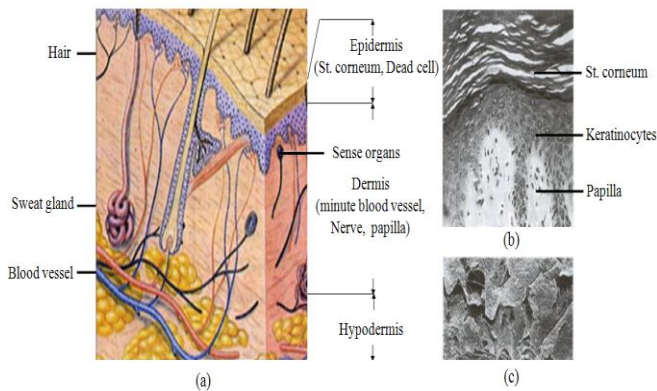 Hair
Sweat gland
Blood vessel
Epidermis
(St. corneum, Dead cell)
Sense organs
Dermis
(minute blood vessel,
Nerve, papilla)
Hypodermis
(a)
St. corneum
Keratinocytes
Papilla
(b)
(c)